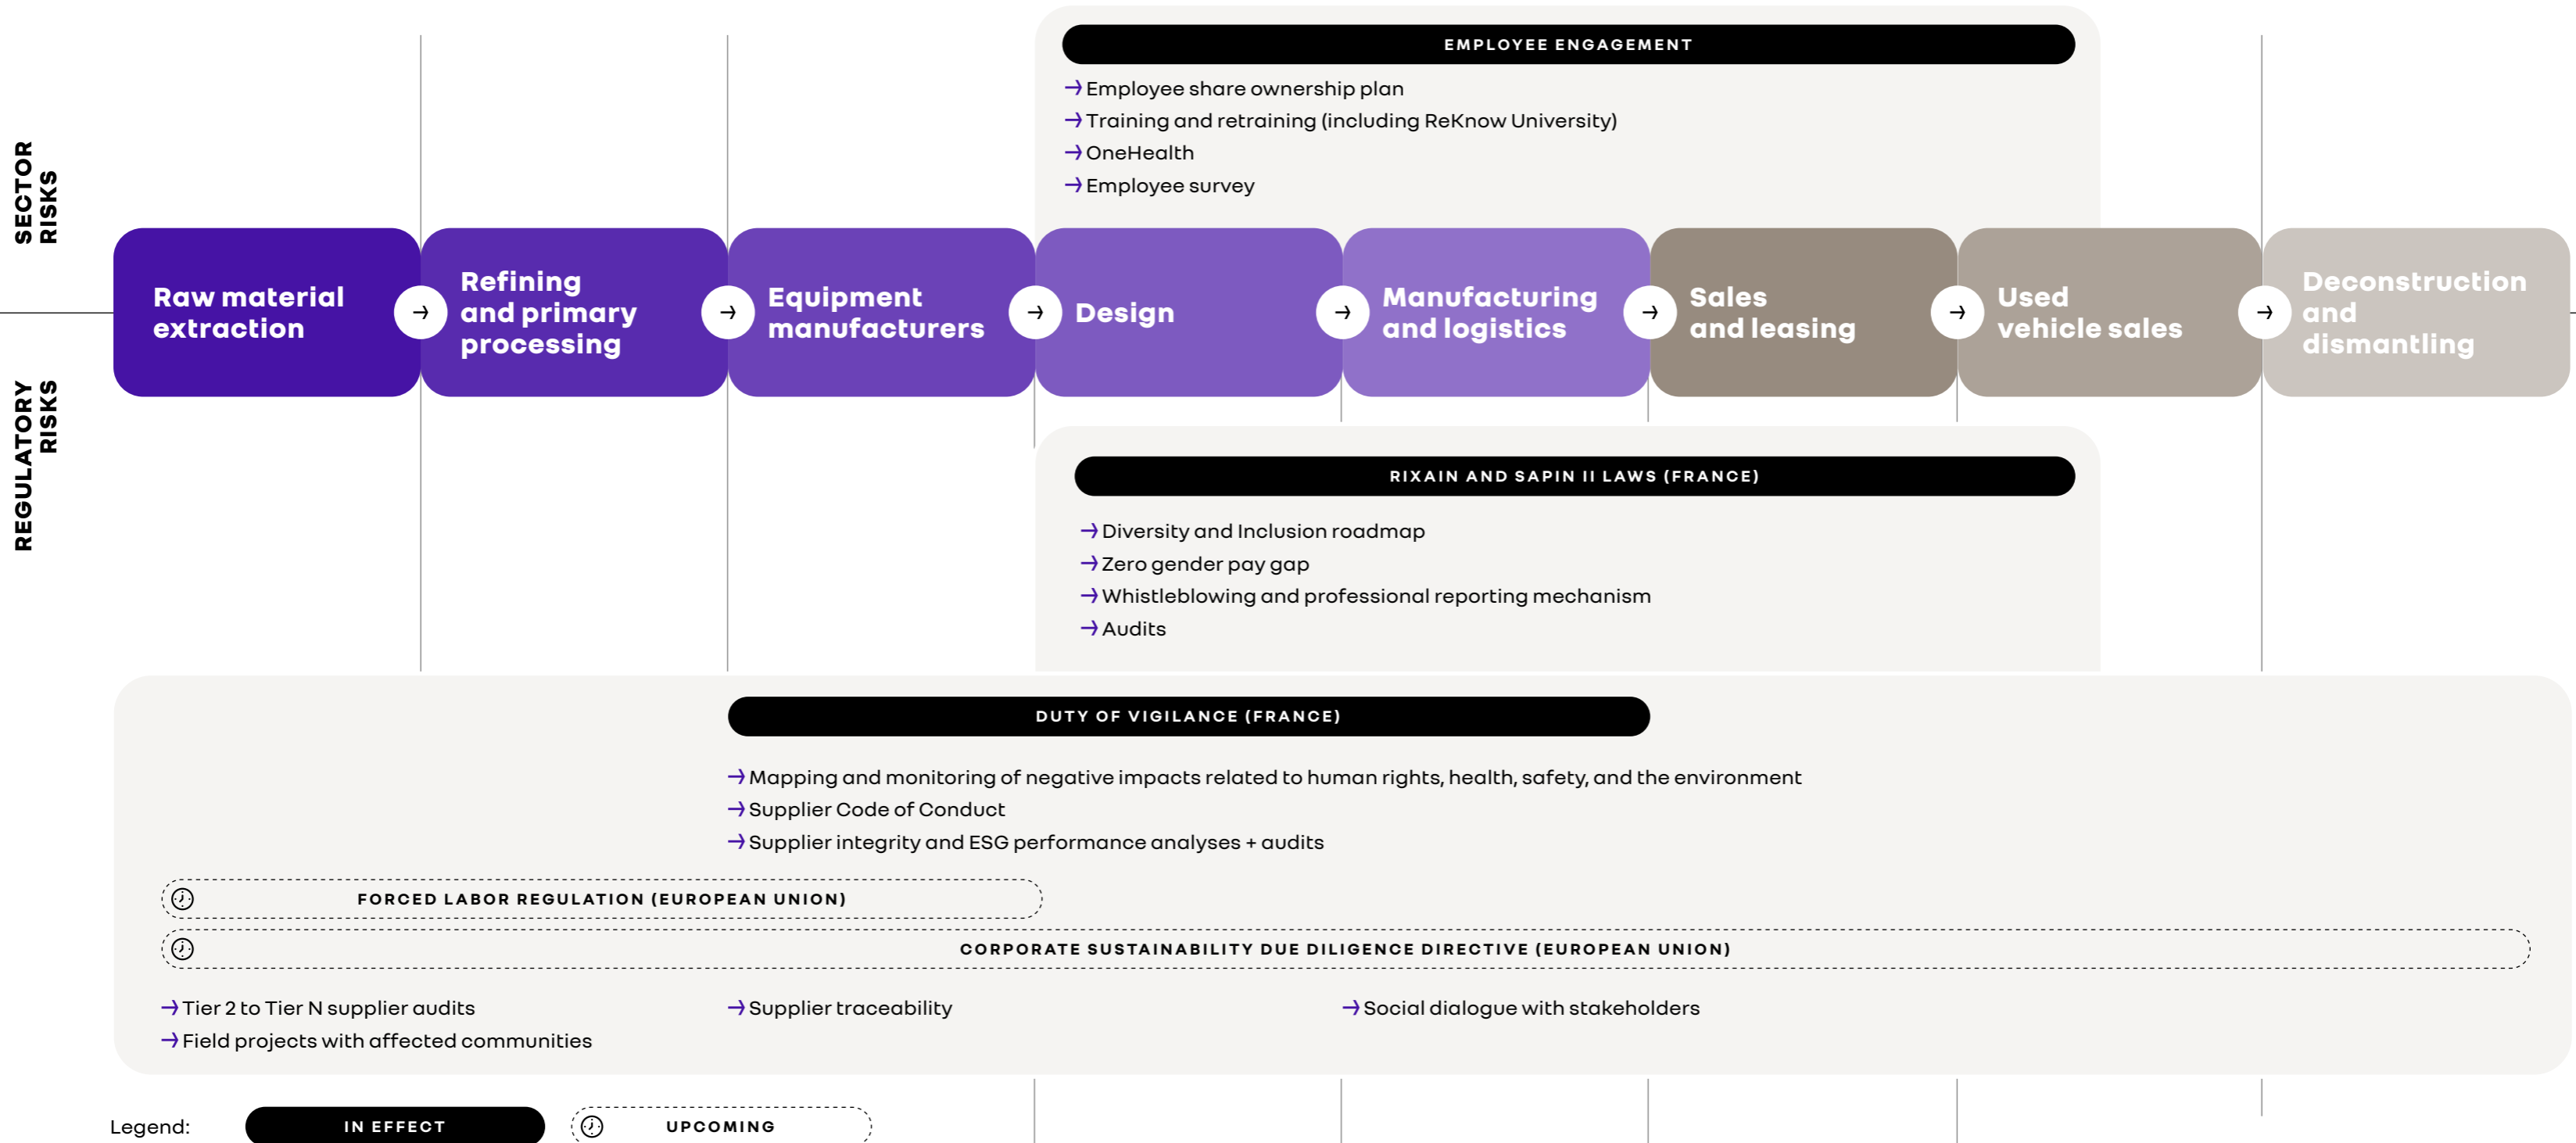 EMPLOYEE ENGAGEMENT
Employee share ownership plan
Training and retraining (including ReKnow University)
OneHealth
Employee survey
SECTOR
RISKS
Raw material
extraction
Refining
and primary
processing
Equipment
manufacturers
Design
Manufacturing
and logistics
Sales
and leasing
Used
vehicle sales
Deconstruction
and
dismantling
REGULATORY
RISKS
RIXAIN AND SAPIN II LAWS (FRANCE)
Diversity and Inclusion roadmap
Zero gender pay gap
Whistleblowing and professional reporting mechanism
Audits
DUTY OF VIGILANCE (FRANCE)
Mapping and monitoring of negative impacts related to human rights, health, safety, and the environment
Supplier Code of Conduct
Supplier integrity and ESG performance analyses + audits
FORCED LABOR REGULATION (EUROPEAN UNION)
CORPORATE SUSTAINABILITY DUE DILIGENCE DIRECTIVE (EUROPEAN UNION)
Tier 2 to Tier N supplier audits
Field projects with affected communities
Supplier traceability
Social dialogue with stakeholders
Legend:
IN EFFECT
UPCOMING